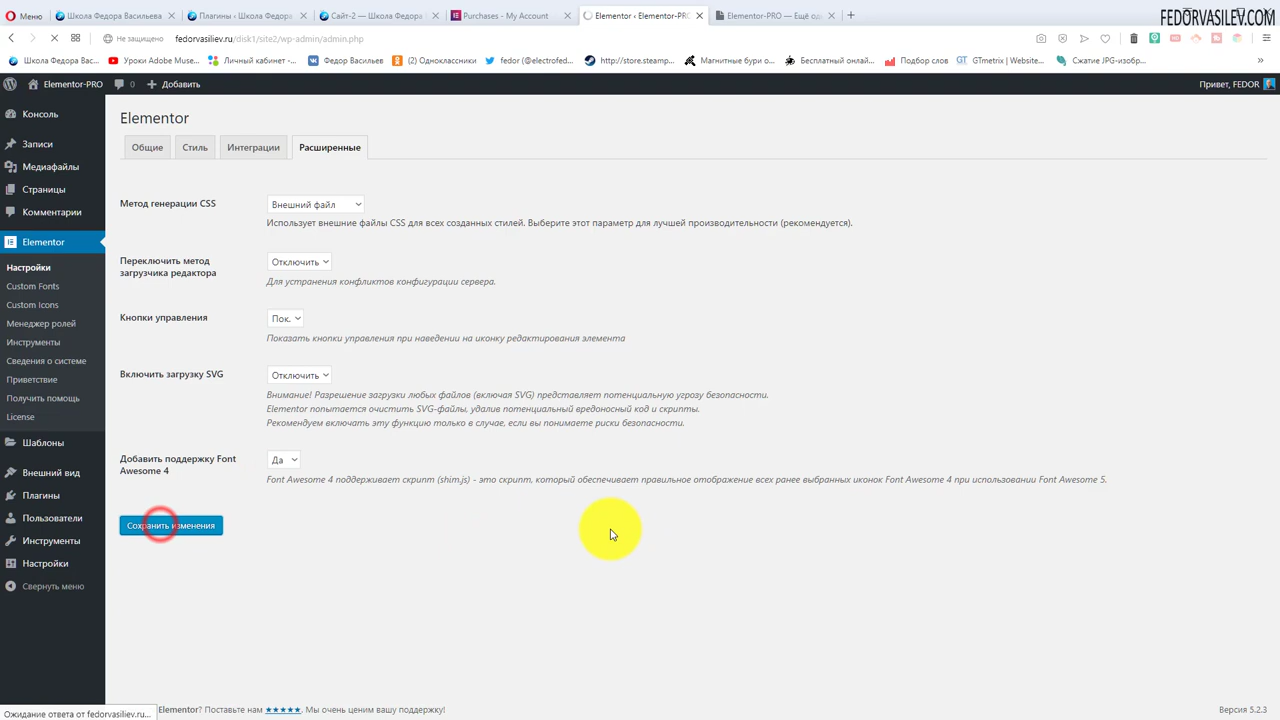 Меню
Школа Федора Васильева
Плагины ‹ Школа Федора
Сайт-2 — Школа Федора
Purchases - My Account
Elementor ‹ Elementor-PRO
Elementor-PRO — Ещё од
FEDORVASILEV.COM
Не защищено
fedorvasiliev.ru/disk1/site2/wp-admin/admin.php
Школа Федора Вас...
Уроки Adobe Muse...
Личный кабинет -...
Федор Васильев
(2) Одноклассники
fedor (@electrofed...
http://store.steamp...
Магнитные бури о...
Бесплатный онлай...
Подбор слов
GTmetrix | Website...
Сжатие JPG-изобр...
Elementor-PRO
0
Добавить
Привет, FEDOR
Консоль
Записи
Медиафайлы
Страницы
Комментарии
Elementor
Настройки
Custom Fonts
Custom Icons
Менеджер ролей
Инструменты
Сведения о системе
Приветствие
Получить помощь
License
Шаблоны
Внешний вид
Плагины
Пользователи
Инструменты
Настройки
Свернуть меню
Elementor
Общие
Стиль
Интеграции
Расширенные
Метод генерации CSS
Внешний файл
Использует внешние файлы CSS для всех созданных стилей. Выберите этот параметр для лучшей производительности (рекомендуется).
Переключить метод
загрузчика редактора
Отключить
Для устранения конфликтов конфигурации сервера.
Кнопки управления
Пок.
Показать кнопки управления при наведении на иконку редактирования элемента
Включить загрузку SVG
Отключить
Внимание! Разрешение загрузки любых файлов (включая SVG) представляет потенциальную угрозу безопасности.
Elementor попытается очистить SVG-файлы, удалив потенциальный вредоносный код и скрипты.
Рекомендуем включать эту функцию только в случае, если вы понимаете риски безопасности.
Добавить поддержку Font
Awesome 4
Да
Font Awesome 4 поддерживает скрипт (shim.js) - это скрипт, который обеспечивает правильное отображение всех ранее выбранных иконок Font Awesome 4 при использовании Font Awesome 5.
Сохранить изменения
Ожидание ответа от fedorvasiliev.ru...
Elementor? Поставьте нам ★★★★★. Мы очень ценим вашу поддержку!
Версия 5.2.3